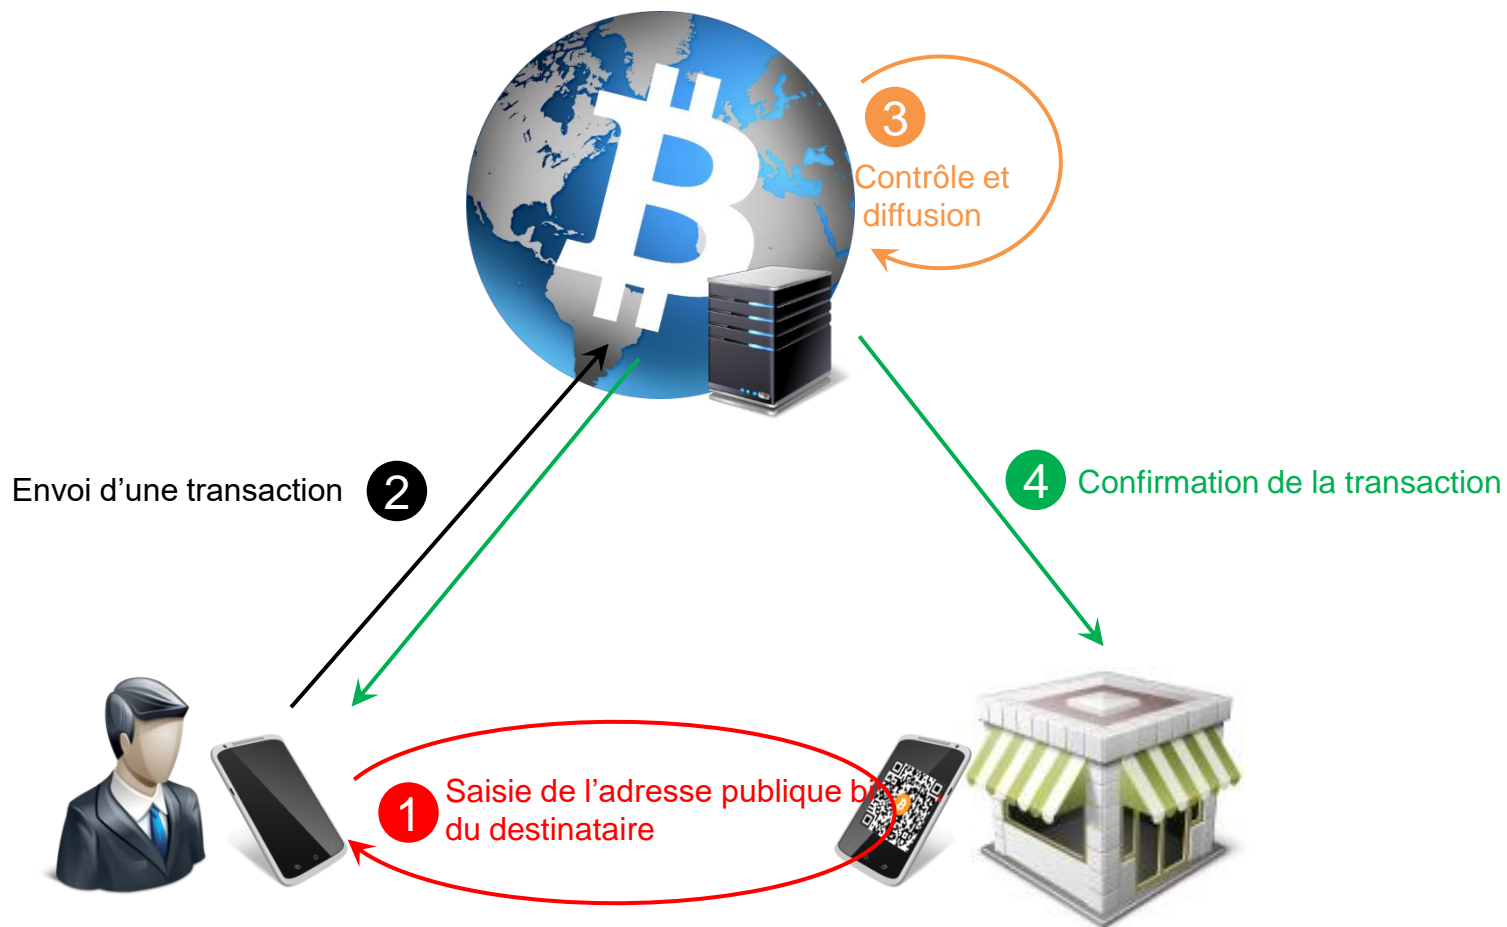 3
Contrôle et
diffusion
Envoi d’une transaction
2
4
Confirmation de la transaction
1
Saisie de l’adresse publique bi
du destinataire